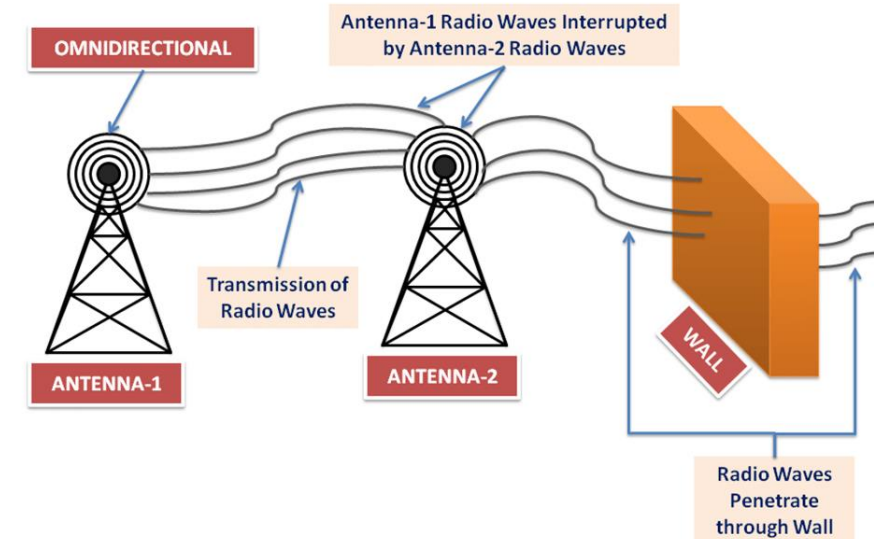 OMNIDIRECTIONAL
Antenna-1 Radio Waves Interrupted
by Antenna-2 Radio Waves
Transmission of
Radio Waves
ANTENNA-1
ANTENNA-2
WALL
Radio Waves
Penetrate
through Wall